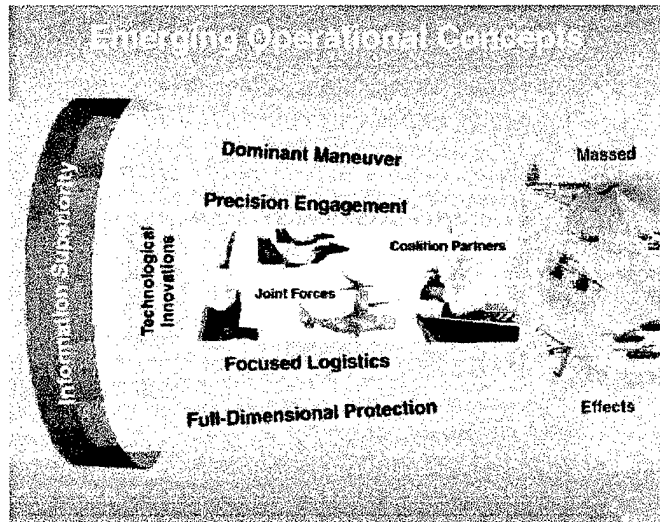 Emerging Operational Concepts
Information Superiority
Technological
Innovations
Dominant Maneuver
Precision Engagement
Coalition Partners
Joint Forces
Focused Logistics
Full-Dimensional Protection
Massed
Effects